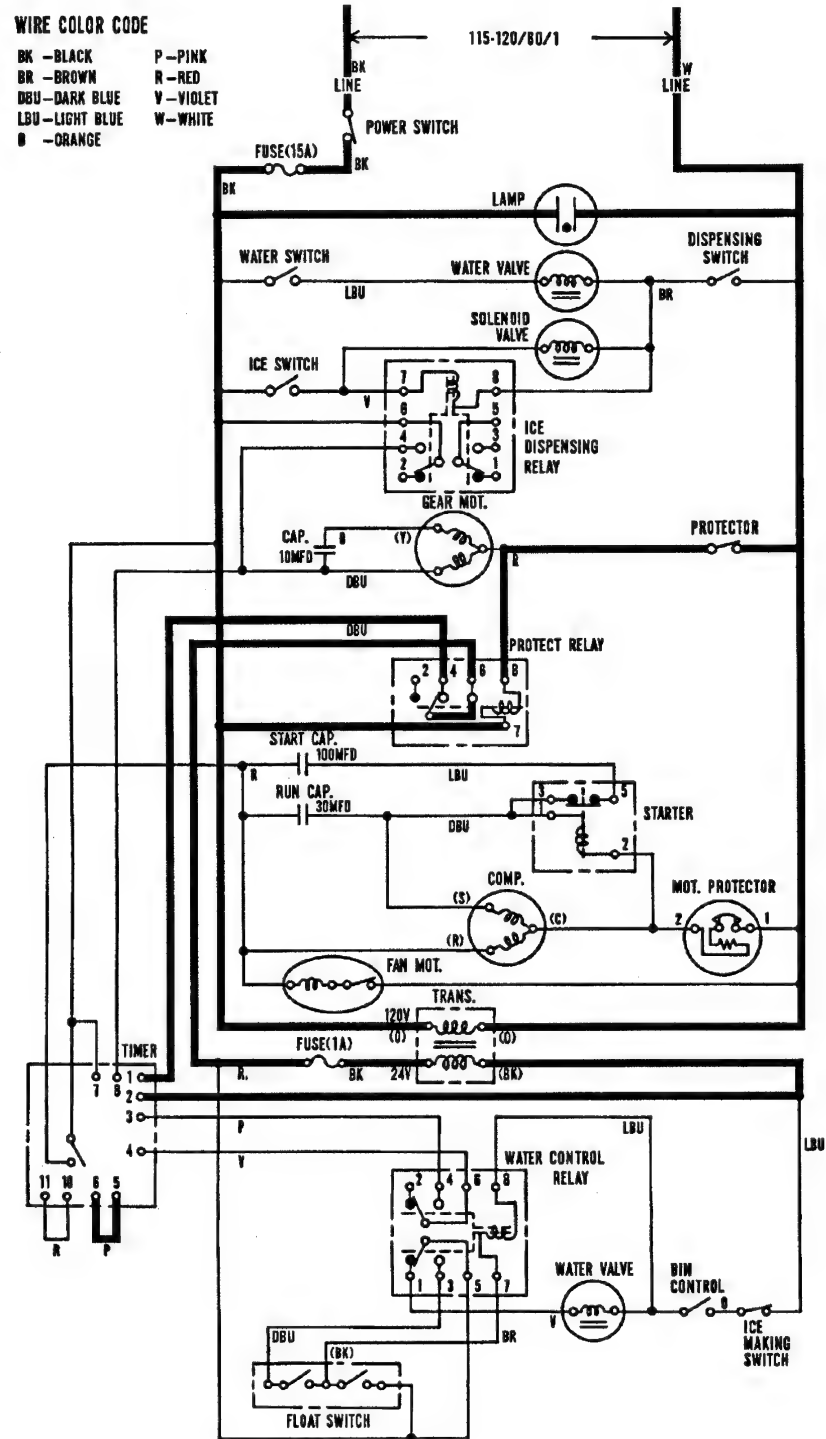 WIRE COLOR CODE
BK -BLACK P-PINK
BR -BROWN R-RED
DBU-DARK BLUE V-VIOLET
LBU-LIGHT BLUE W-WHITE
O -ORANGE
115-120/60/1
BK
LINE
W
LINE
POWER SWITCH
FUSE(15A)
BK
BK
LAMP
DISPENSING
SWITCH
WATER SWITCH
WATER VALVE
LBU
BR
SOLENOID
VALVE
ICE SWITCH
7 8
V
6 5
4 3
2 1
ICE
DISPENSING
RELAY
GEAR MOT.
CAP.
10MFD
O
(Y)
PROTECTOR
R
DBU
DBU
PROTECT RELAY
2 4 6 8
7
START CAP.
100MFD
R
LBU
RUN CAP.
30MFD
3 5
DBU
STARTER
2
COMP.
(S)
(C)
(R)
MOT. PROTECTOR
2 1
FAN MOT.
TRANS.
120V
(O) (O)
FUSE(1A)
R.
BK
24V
(BK)
TIMER
7 8 1
2
3
4
P
V
11 10 6 5
R P
LBU
LBU
WATER CONTROL
RELAY
2 4 6 8
1 3 5 7
WATER VALVE
BIN
CONTROL
O
V
ICE
MAKING
SWITCH
DBU
(BK)
BR
FLOAT SWITCH